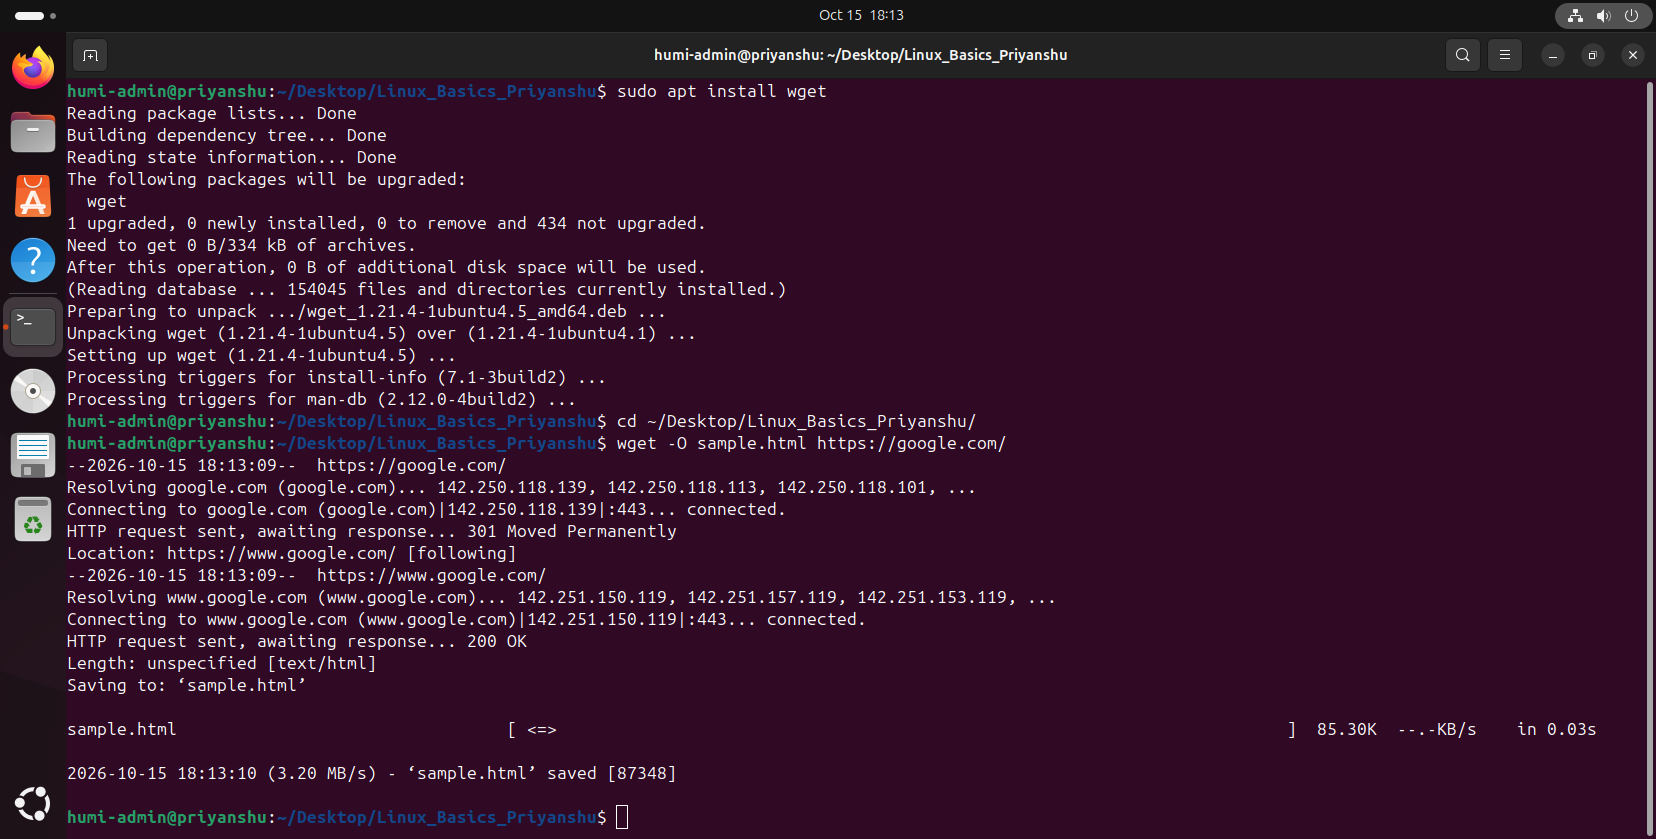 Oct 15 18:13
humi-admin@priyanshu: ~/Desktop/Linux_Basics_Priyanshu
humi-admin@priyanshu:~/Desktop/Linux_Basics_Priyanshu$ sudo apt install wget
Reading package lists... Done
Building dependency tree... Done
Reading state information... Done
The following packages will be upgraded:
  wget
1 upgraded, 0 newly installed, 0 to remove and 434 not upgraded.
Need to get 0 B/334 kB of archives.
After this operation, 0 B of additional disk space will be used.
(Reading database ... 154045 files and directories currently installed.)
Preparing to unpack .../wget_1.21.4-1ubuntu4.5_amd64.deb ...
Unpacking wget (1.21.4-1ubuntu4.5) over (1.21.4-1ubuntu4.1) ...
Setting up wget (1.21.4-1ubuntu4.5) ...
Processing triggers for install-info (7.1-3build2) ...
Processing triggers for man-db (2.12.0-4build2) ...
humi-admin@priyanshu:~/Desktop/Linux_Basics_Priyanshu$ cd ~/Desktop/Linux_Basics_Priyanshu/
humi-admin@priyanshu:~/Desktop/Linux_Basics_Priyanshu$ wget -O sample.html https://google.com/
--2026-10-15 18:13:09--  https://google.com/
Resolving google.com (google.com)... 142.250.118.139, 142.250.118.113, 142.250.118.101, ...
Connecting to google.com (google.com)|142.250.118.139|:443... connected.
HTTP request sent, awaiting response... 301 Moved Permanently
Location: https://www.google.com/ [following]
--2026-10-15 18:13:09--  https://www.google.com/
Resolving www.google.com (www.google.com)... 142.251.150.119, 142.251.157.119, 142.251.153.119, ...
Connecting to www.google.com (www.google.com)|142.251.150.119|:443... connected.
HTTP request sent, awaiting response... 200 OK
Length: unspecified [text/html]
Saving to: ‘sample.html’
sample.html [ <=> ] 85.30K --.-KB/s in 0.03s
2026-10-15 18:13:10 (3.20 MB/s) - ‘sample.html’ saved [87348]
humi-admin@priyanshu:~/Desktop/Linux_Basics_Priyanshu$